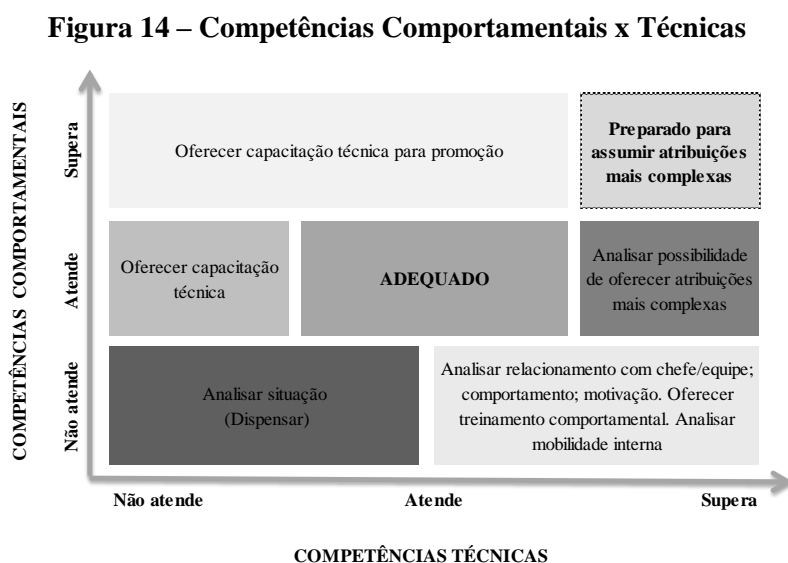 Figura 14 – Competências Comportamentais x Técnicas
COMPETÊNCIAS COMPORTAMENTAIS
Supera
Oferecer capacitação técnica para promoção
Preparado para
assumir atribuições
mais complexas
Atende
Oferecer capacitação
técnica
ADEQUADO
Analisar possibilidade
de oferecer atribuições
mais complexas
Não atende
Analisar situação
(Dispensar)
Analisar relacionamento com chefe/equipe;
comportamento; motivação. Oferecer
treinamento comportamental. Analisar
mobilidade interna
Não atende
Atende
Supera
COMPETÊNCIAS TÉCNICAS